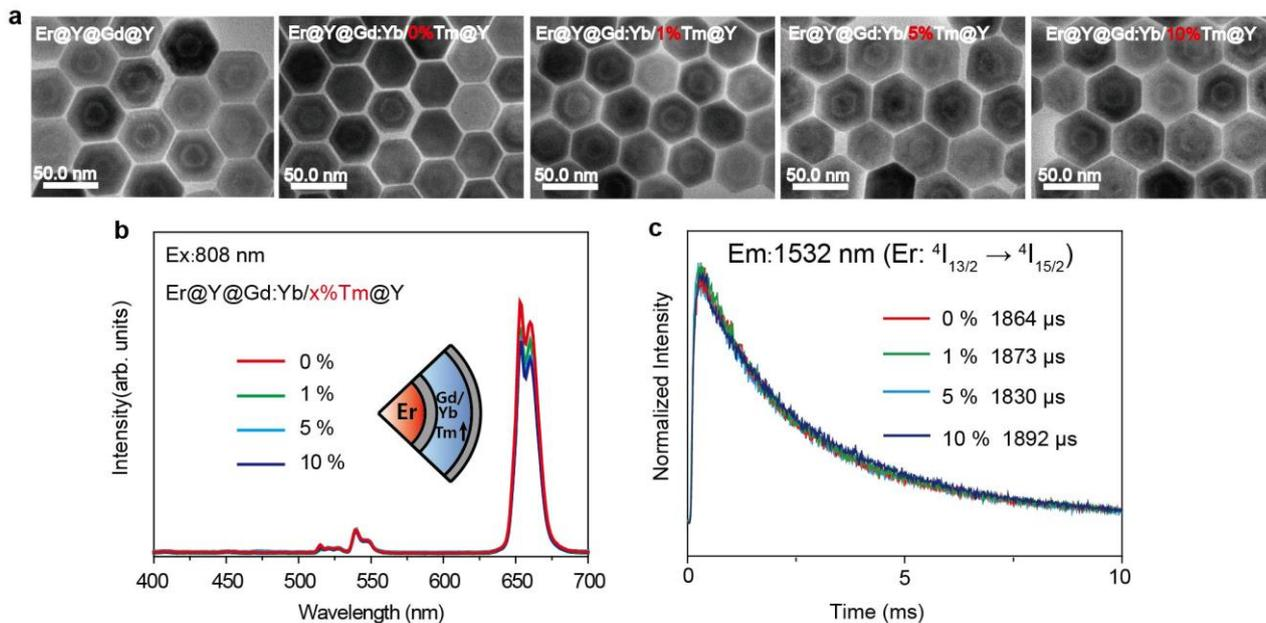 a
Er@Y@Gd@Y
Er@Y@Gd:Yb/0%Tm@Y
Er@Y@Gd:Yb/1%Tm@Y
Er@Y@Gd:Yb/5%Tm@Y
Er@Y@Gd:Yb/10%Tm@Y
50.0 nm
50.0 nm
50.0 nm
50.0 nm
50.0 nm
b
Ex:808 nm
Er@Y@Gd:Yb/x%Tm@Y
0 %
1 %
5 %
10 %
Er
Gd/
Yb
Tm↑
Intensity(arb. units)
400 450 500 550 600 650 700
Wavelength (nm)
c
Em:1532 nm (Er: ⁴I₁₃/₂ → ⁴I₁₅/₂)
0 % 1864 µs
1 % 1873 µs
5 % 1830 µs
10 % 1892 µs
Normalized Intensity
0 5 10
Time (ms)